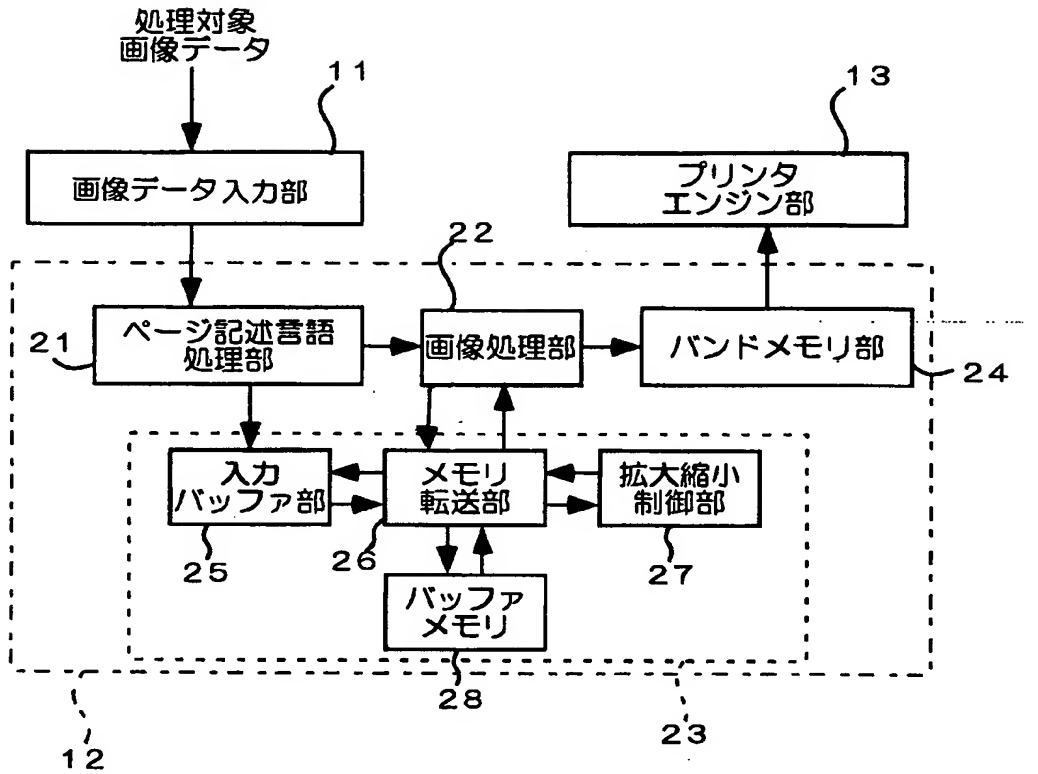 処理対象
画像データ
11
13
画像データ入力部
プリンタ
エンジン部
22
21
ページ記述言語
処理部
画像処理部
バンドメモリ部
24
入力
バッファ部
メモリ
転送部
拡大縮小
制御部
25
26
27
バッファ
メモリ
28
23
12